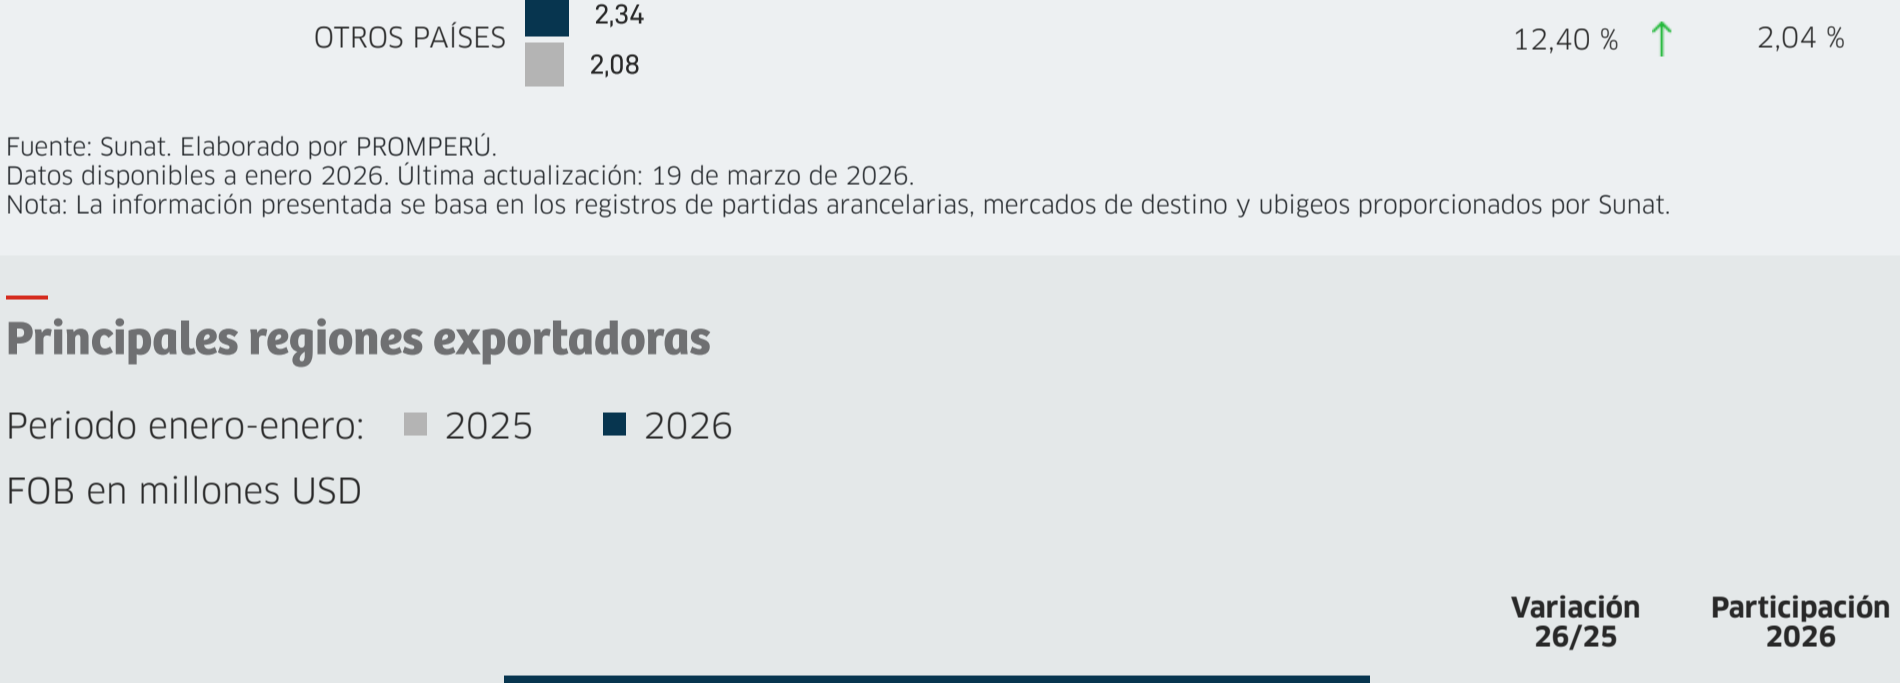 2,34
OTROS PAÍSES
12,40 %
2,04 %
2,08
Fuente: Sunat. Elaborado por PROMPERÚ.
Datos disponibles a enero 2026. Última actualización: 19 de marzo de 2026.
Nota: La información presentada se basa en los registros de partidas arancelarias, mercados de destino y ubigeos proporcionados por Sunat.
Principales regiones exportadoras
Periodo enero-enero: 2025 2026
FOB en millones USD
Variación
26/25
Participación
2026